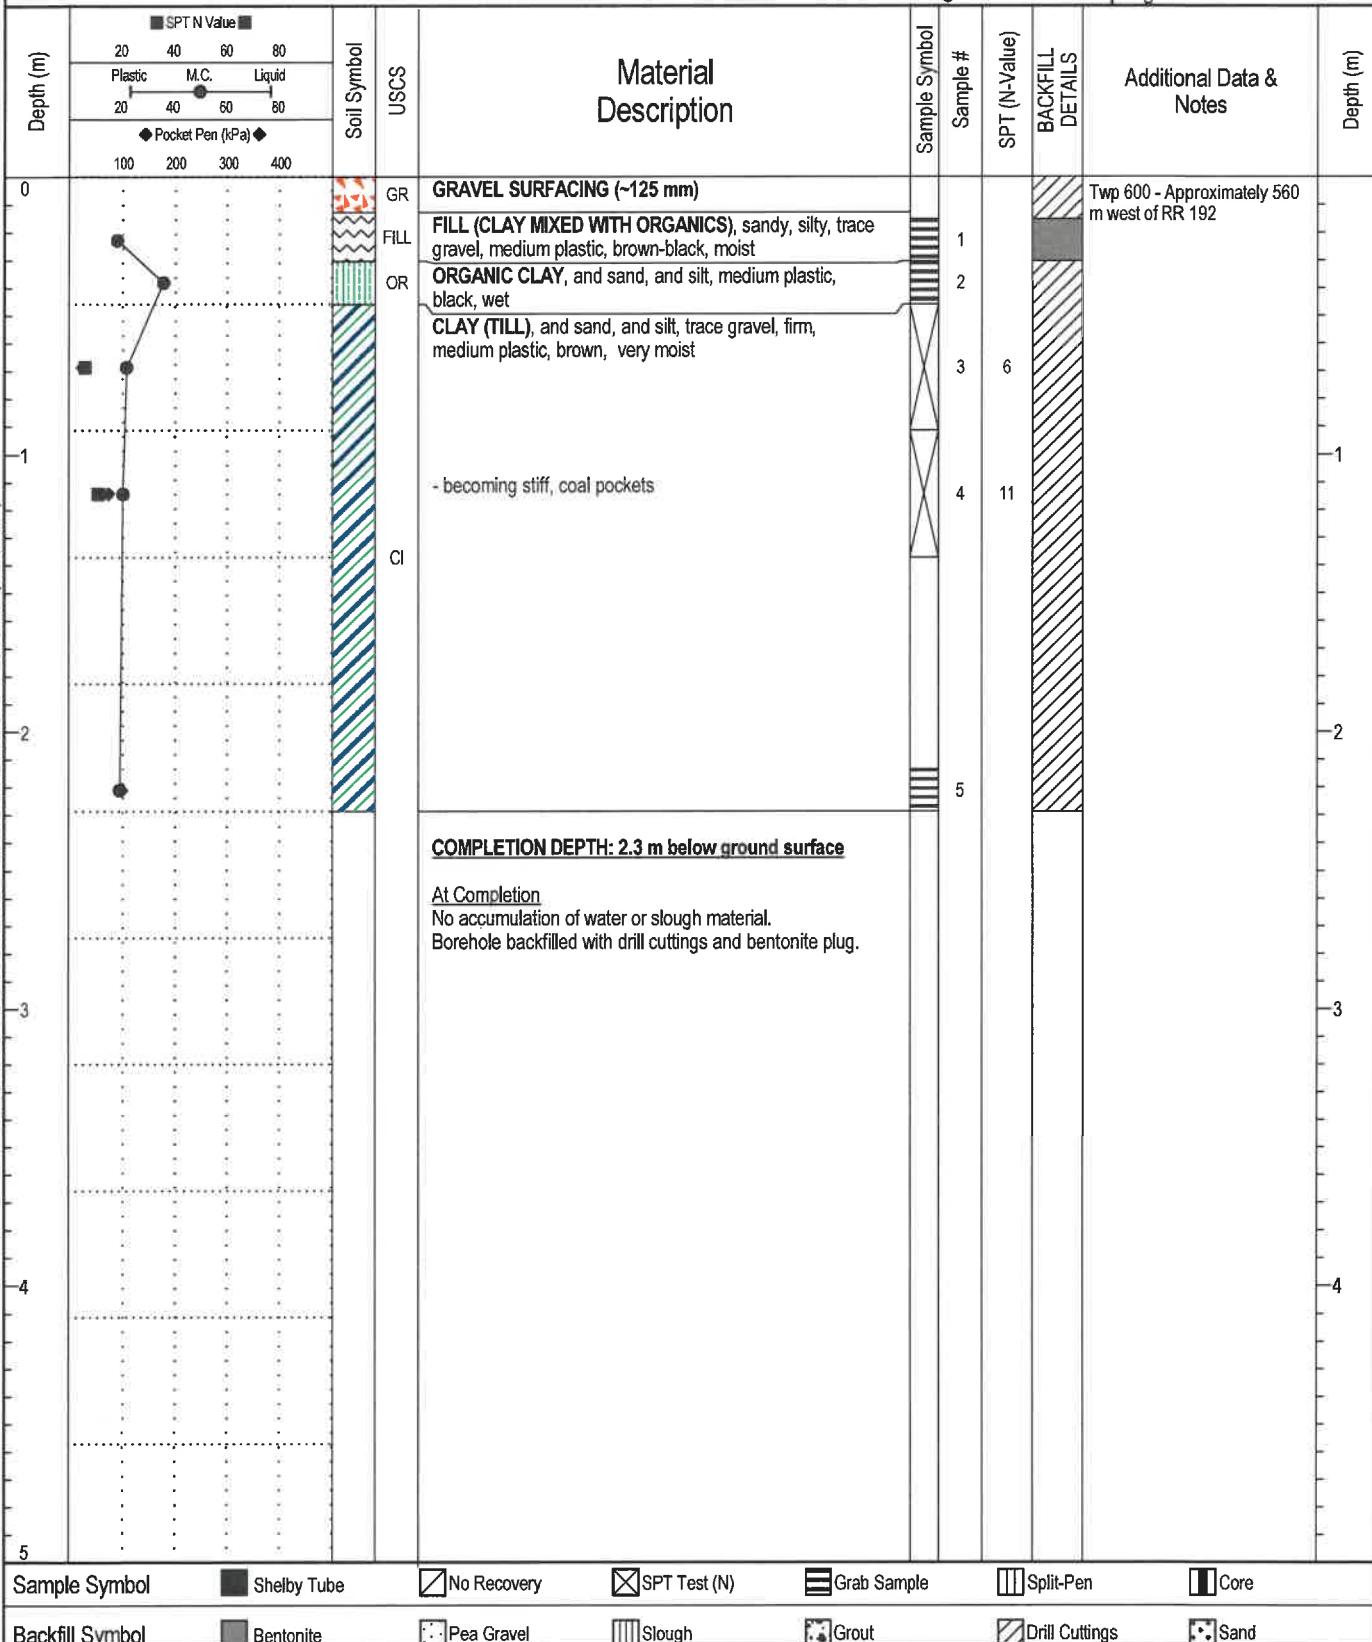 ■ SPT N Value ■
20 40 60 80
Plastic M.C. Liquid
20 40 60 80
◆ Pocket Pen (kPa) ◆
100 200 300 400
Depth (m)
Soil Symbol
USCS
Material
Description
Sample Symbol
Sample #
SPT (N-Value)
BACKFILL
DETAILS
Additional Data &
Notes
Depth (m)
0
GR
GRAVEL SURFACING (~125 mm)
Twp 600 - Approximately 560
m west of RR 192
FILL
FILL (CLAY MIXED WITH ORGANICS), sandy, silty, trace
gravel, medium plastic, brown-black, moist
1
OR
ORGANIC CLAY, and sand, and silt, medium plastic,
black, wet
2
CLAY (TILL), and sand, and silt, trace gravel, firm,
medium plastic, brown, very moist
3 6
1 1
- becoming stiff, coal pockets
4 11
CI
2 2
5
COMPLETION DEPTH: 2.3 m below ground surface
At Completion
No accumulation of water or slough material.
Borehole backfilled with drill cuttings and bentonite plug.
3 3
4 4
5
Sample Symbol Shelby Tube No Recovery SPT Test (N) Grab Sample Split-Pen Core
Backfill Symbol Bentonite Pea Gravel Slough Grout Drill Cuttings Sand